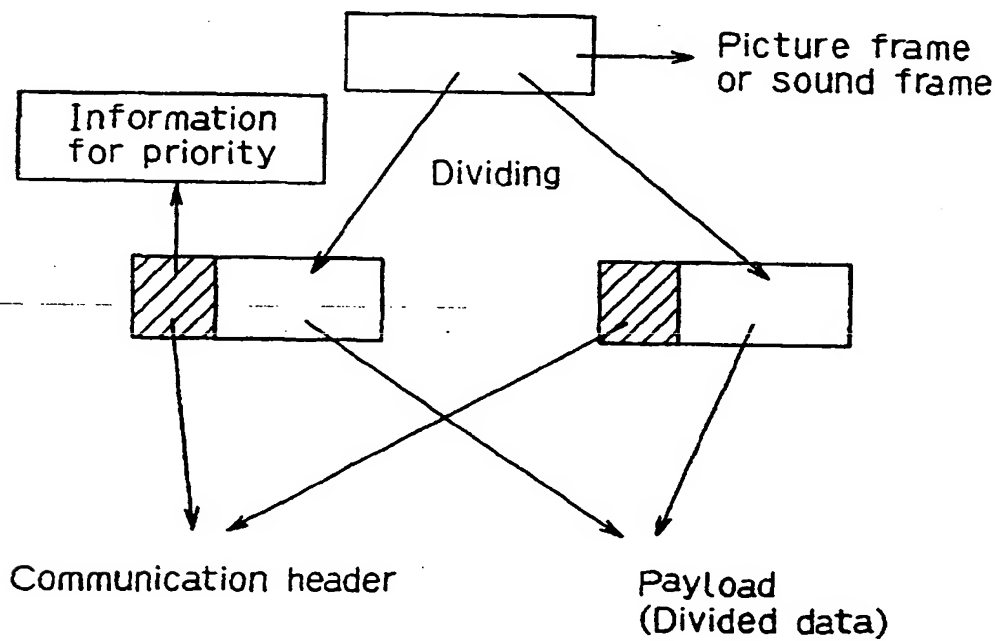 Picture frame
or sound frame
Information
for priority
Dividing
Communication header
Payload
(Divided data)